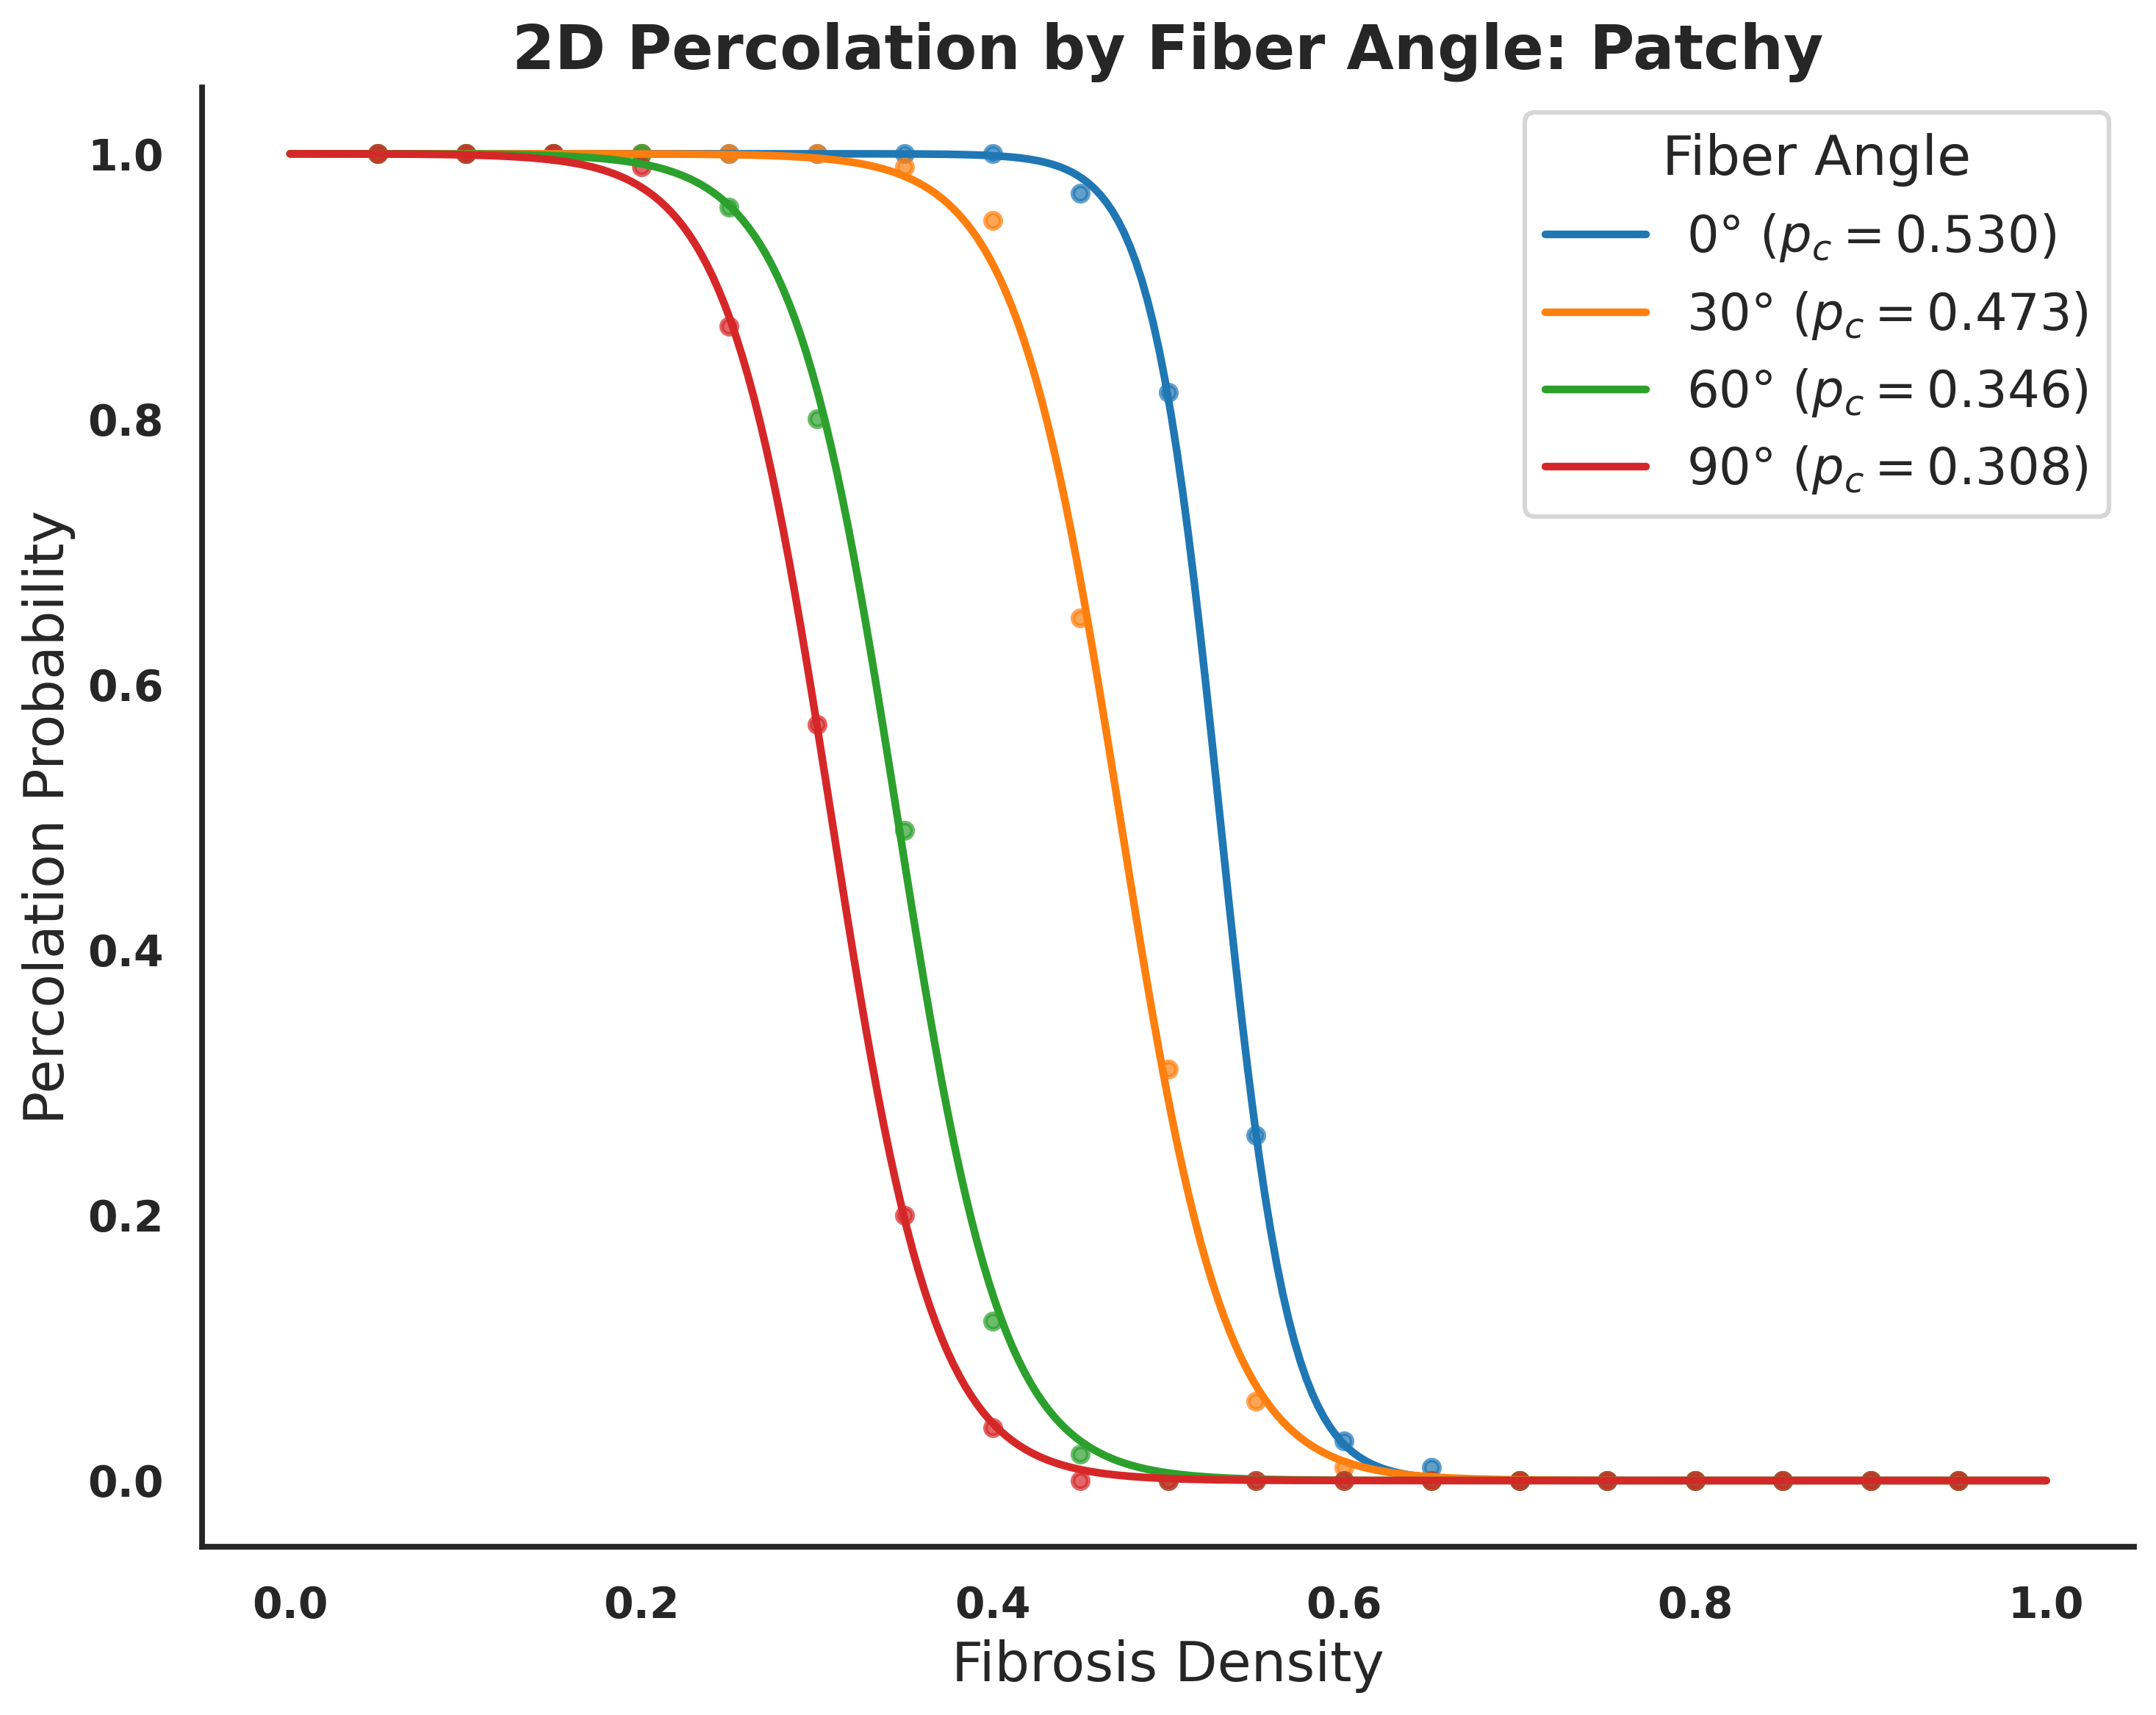 2D Percolation by Fiber Angle: Patchy
Fiber Angle
0° (p_c = 0.530)
30° (p_c = 0.473)
60° (p_c = 0.346)
90° (p_c = 0.308)
Percolation Probability
1.0
0.8
0.6
0.4
0.2
0.0
0.0 0.2 0.4 0.6 0.8 1.0
Fibrosis Density